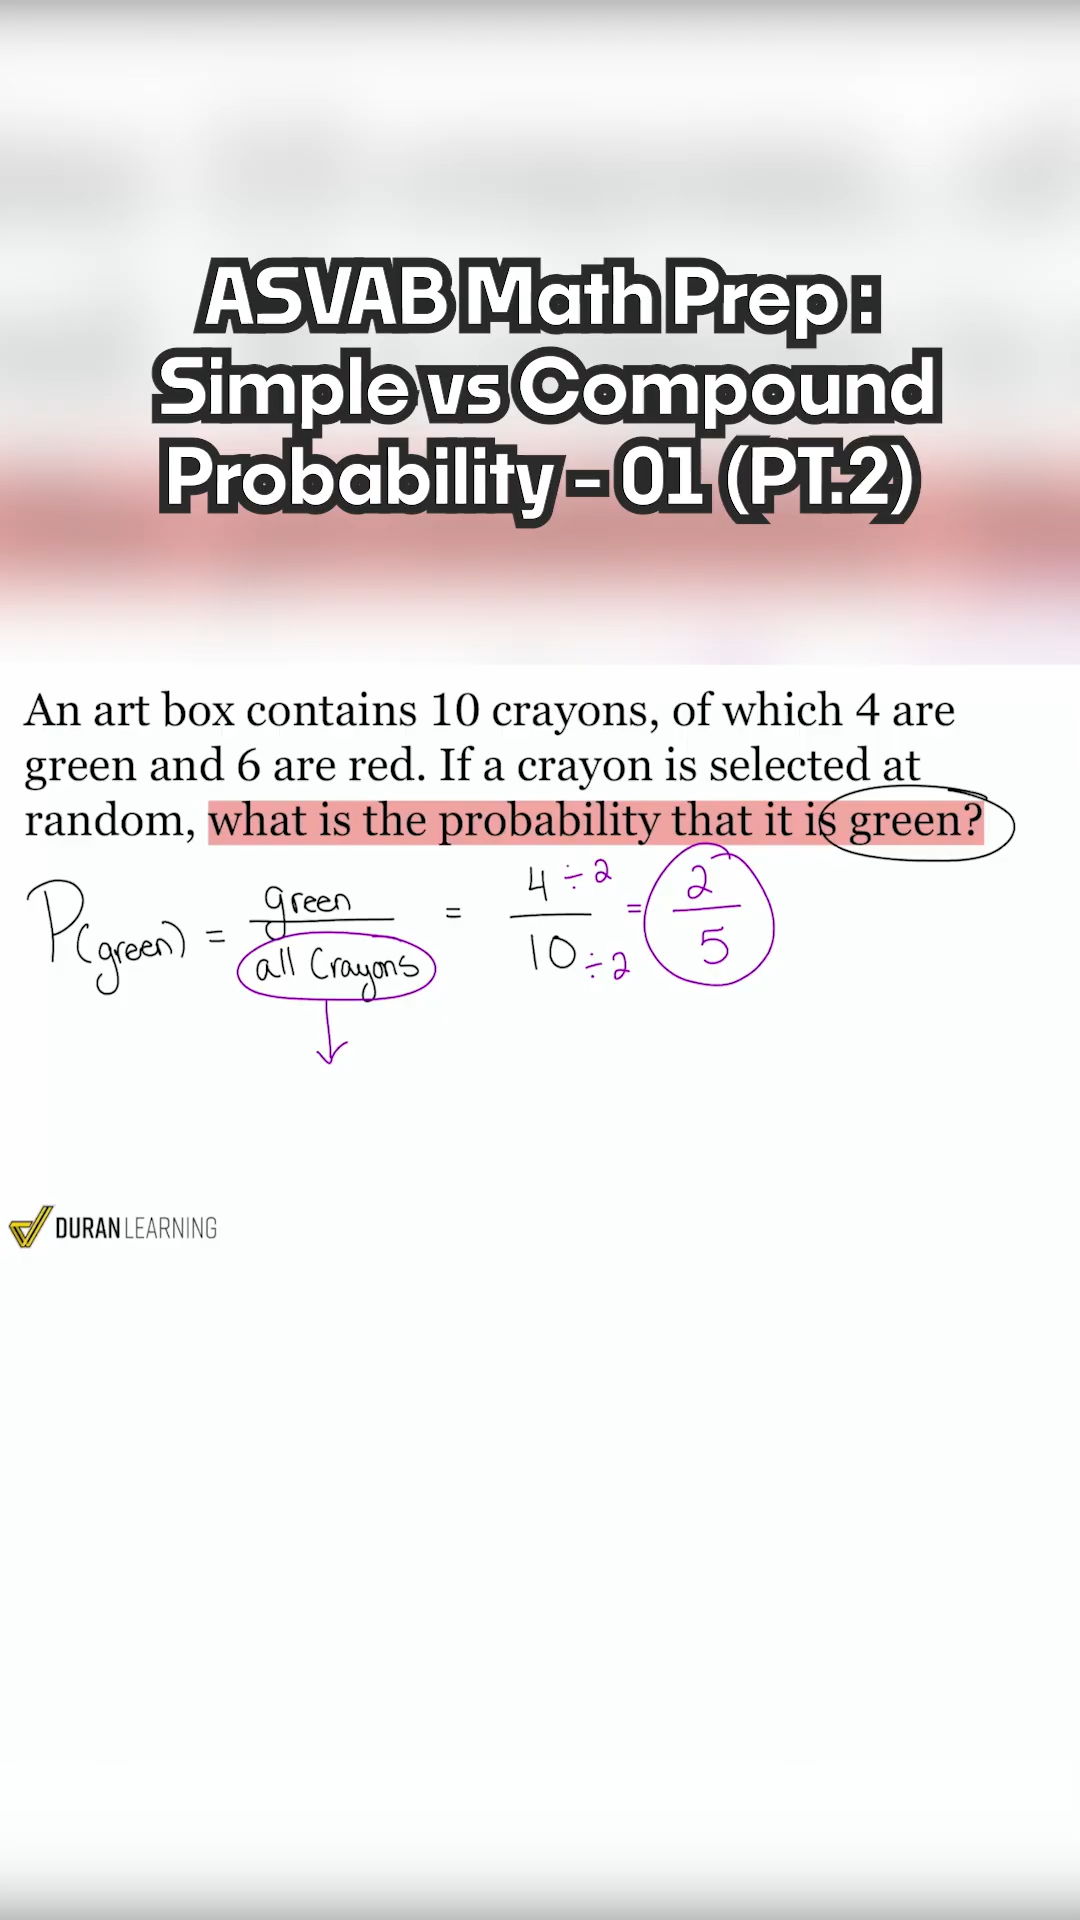 ASVAB Math Prep :
Simple vs Compound
Probability - 01 (PT.2)
An art box contains 10 crayons, of which 4 are
green and 6 are red. If a crayon is selected at
random, what is the probability that it is green?
P(green) = green / all Crayons = 4 ÷2 / 10 ÷2 = 2 / 5
DURAN LEARNING